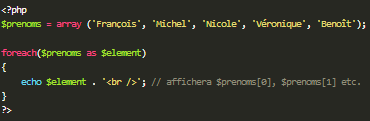 <?php
$prenoms = array ('François', 'Michel', 'Nicole', 'Véronique', 'Benoît');
foreach($prenoms as $element)
{
echo $element . '<br />'; // affichera $prenoms[0], $prenoms[1] etc.
}
?>